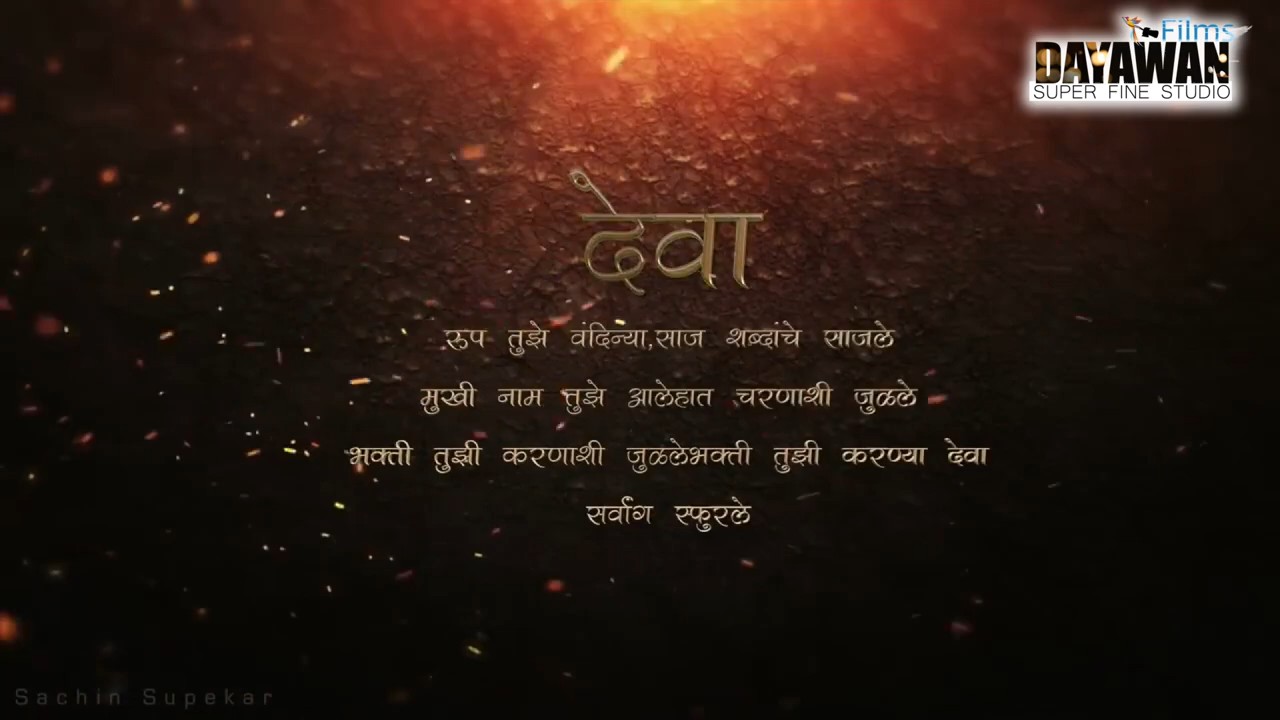 Films
DAYAWAN
SUPER FINE STUDIO
देवा
रूप तुझे वंदिन्या,साज शब्दांचे साजले
मुखी नाम तुझे आलेहात चरणाशी जुळले
भक्ती तुझी करणाशी जुळलेभक्ती तुझी करण्या देवा
सर्वांग स्फुरले
Sachin Supekar